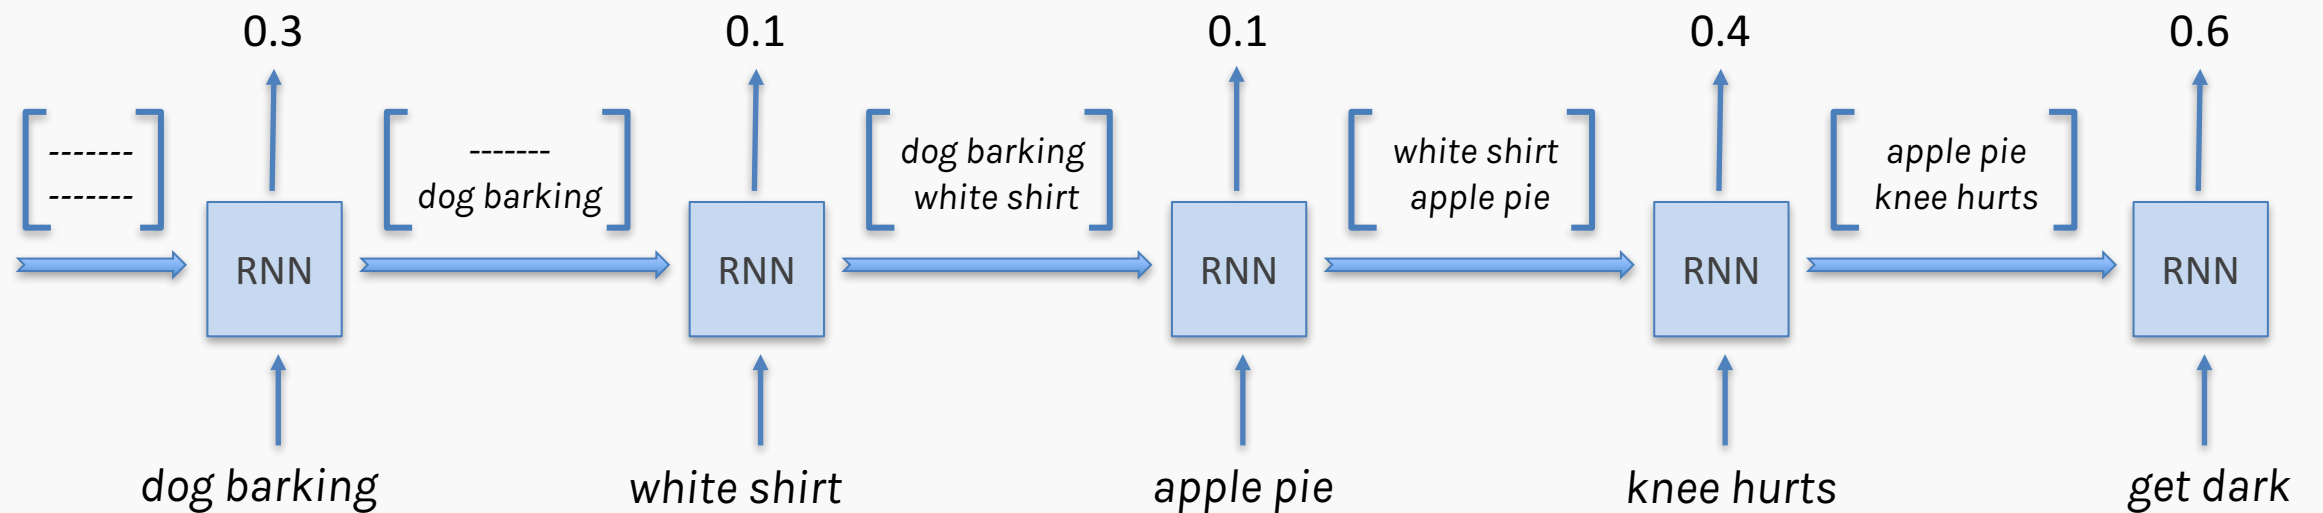 0.3 0.1 0.1 0.4 0.6
------- ------- dog barking white shirt apple pie
------- dog barking white shirt apple pie knee hurts
RNN RNN RNN RNN RNN
dog barking white shirt apple pie knee hurts get dark